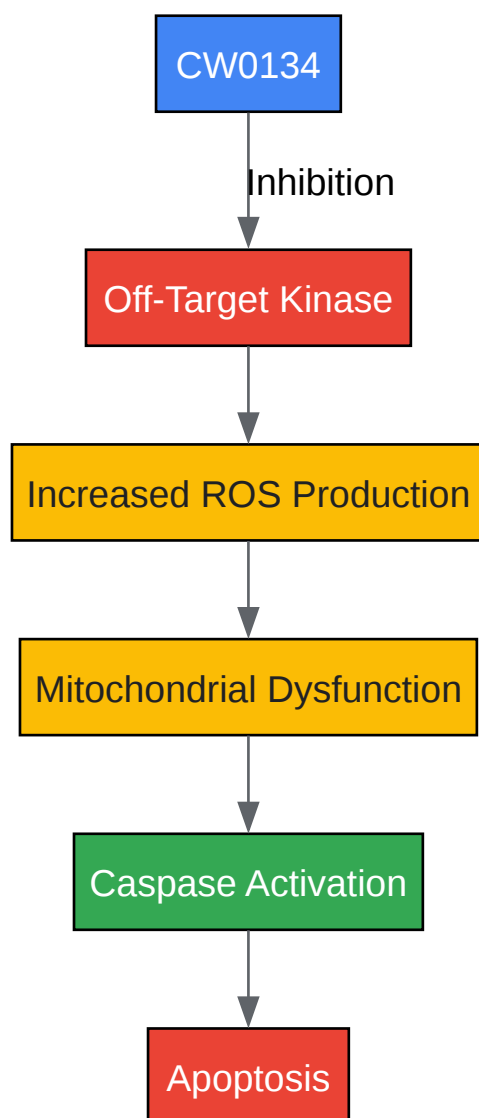 CW0134
Inhibition
Off-Target Kinase
Increased ROS Production
Mitochondrial Dysfunction
Caspase Activation
Apoptosis